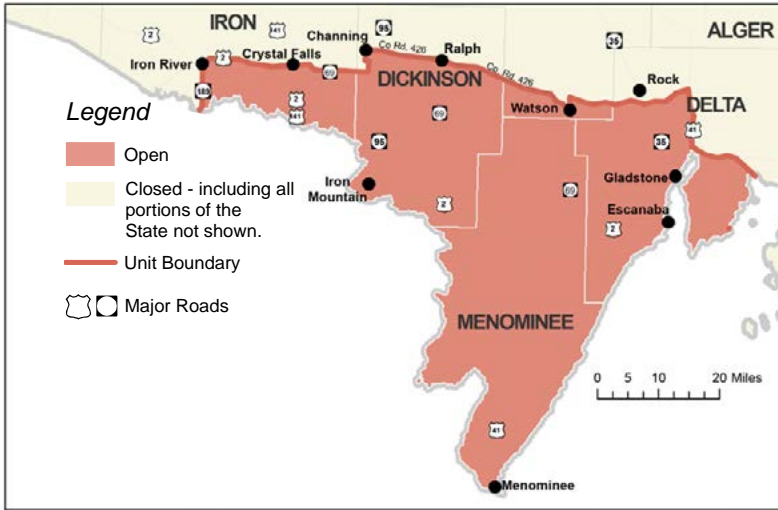 IRON
ALGER
2
41
95
35
Channing
Co Rd. 426
Ralph
Iron River
2
Crystal Falls
69
DICKINSON
Co Rd. 426
Rock
189
2
141
69
Watson
DELTA
41
Legend
Open
Closed - including all
portions of the
State not shown.
Unit Boundary
Major Roads
95
35
Iron
Mountain
2
69
Gladstone
Escanaba
2
MENOMINEE
0 5 10 20 Miles
41
Menominee